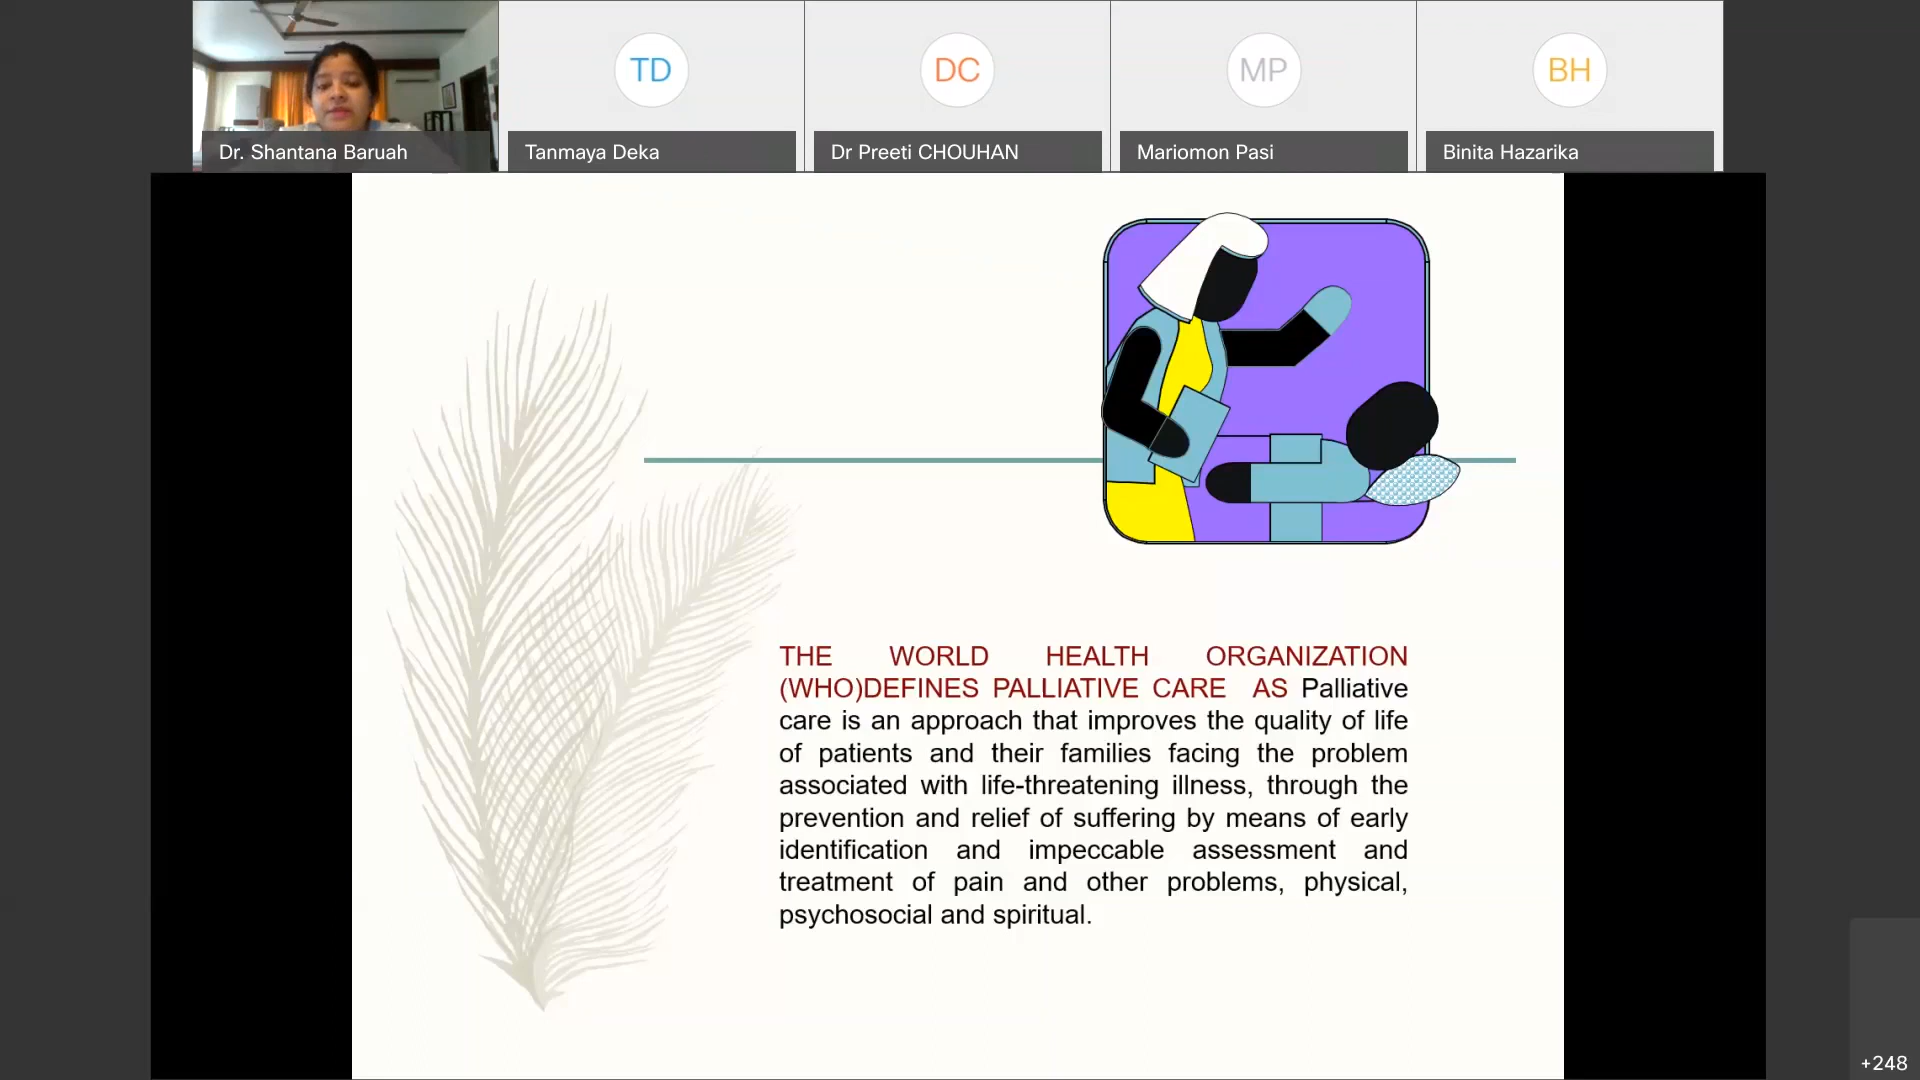 TD
DC
MP
BH
Dr. Shantana Baruah
Tanmaya Deka
Dr Preeti CHOUHAN
Mariomon Pasi
Binita Hazarika
THE WORLD HEALTH ORGANIZATION
(WHO)DEFINES PALLIATIVE CARE AS Palliative
care is an approach that improves the quality of life
of patients and their families facing the problem
associated with life-threatening illness, through the
prevention and relief of suffering by means of early
identification and impeccable assessment and
treatment of pain and other problems, physical,
psychosocial and spiritual.
+248